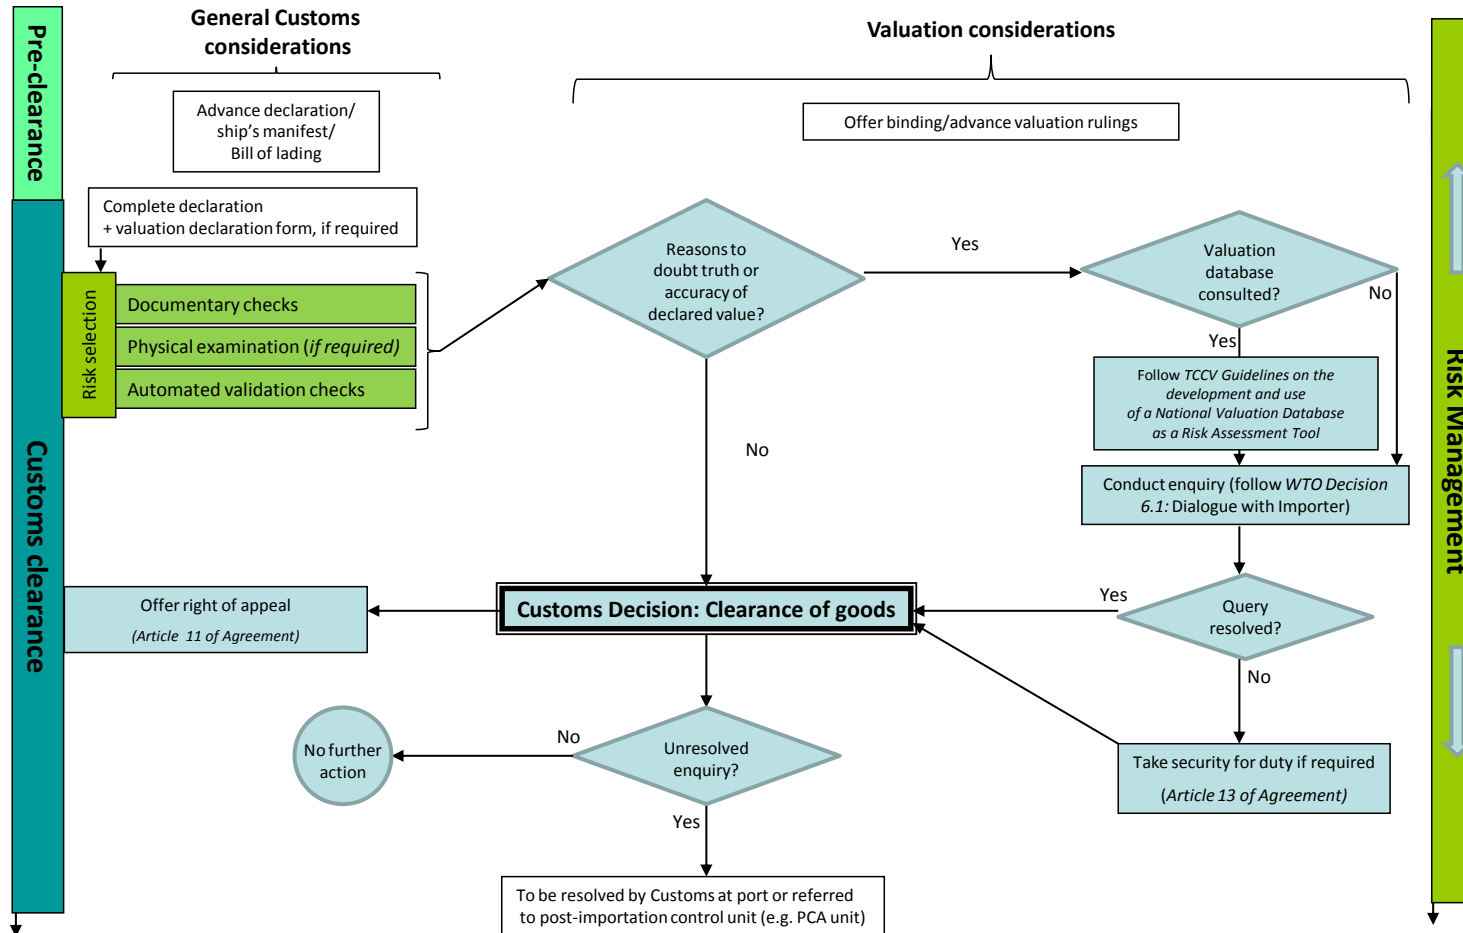 Pre-clearance
General Customs
considerations
Valuation considerations
Advance declaration/
ship's manifest/
Bill of lading
Offer binding/advance valuation rulings
Complete declaration
+ valuation declaration form, if required
Risk selection
Documentary checks
Physical examination (if required)
Automated validation checks
Reasons to
doubt truth or
accuracy of
declared value?
Yes
Valuation
database
consulted?
No
Yes
Follow TCCV Guidelines on the
development and use
of a National Valuation Database
as a Risk Assessment Tool
No
Conduct enquiry (follow WTO Decision
6.1: Dialogue with Importer)
Risk Management
Customs clearance
Offer right of appeal
(Article 11 of Agreement)
Customs Decision: Clearance of goods
Yes
Query
resolved?
No
No further
action
No
Unresolved
enquiry?
Take security for duty if required
(Article 13 of Agreement)
Yes
To be resolved by Customs at port or referred
to post-importation control unit (e.g. PCA unit)